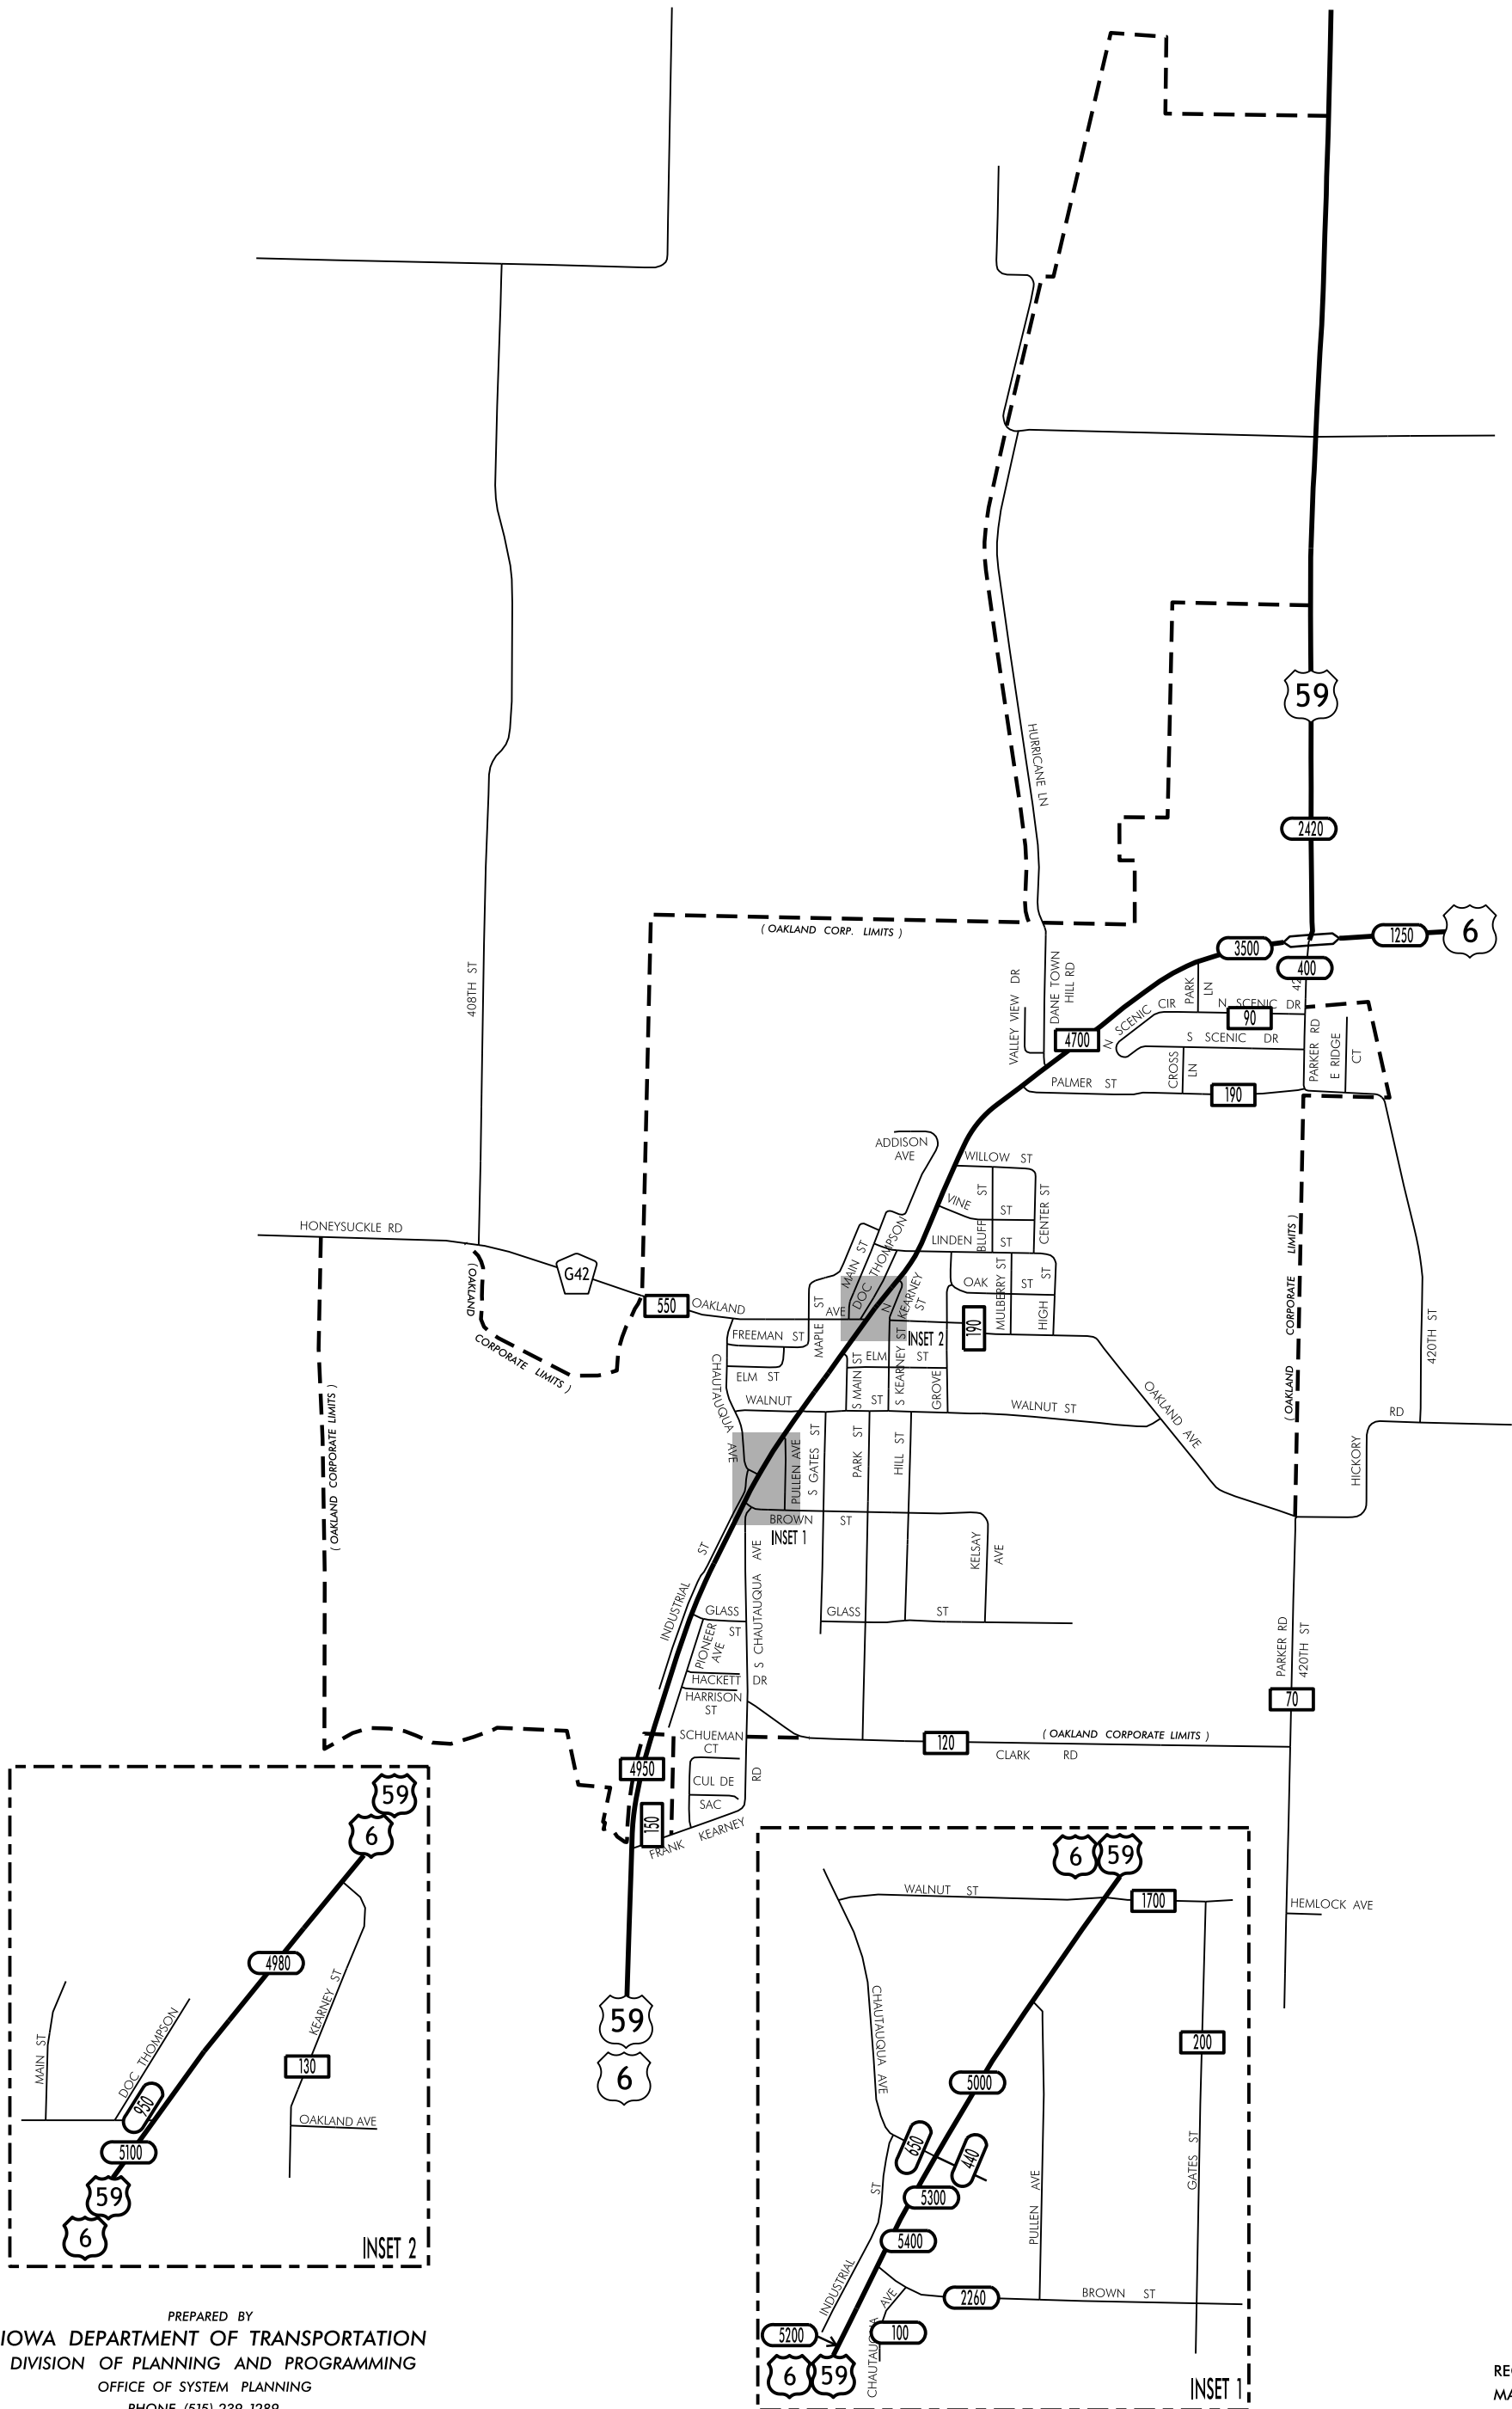 59
HURRICANE LN
2420
( OAKLAND CORP. LIMITS )
6
1250
3500
400
408TH ST
VALLEY VIEW DR
DANE TOWN
HILL RD
PARK
LN
N SCENIC CIR
N SCENIC DR
90
4700
S SCENIC DR
PARKER RD
E RIDGE
CT
CROSS
LN
PALMER ST
190
ADDISON
AVE
WILLOW ST
VINE ST
BLUFF ST
CENTER ST
LINDEN ST
HONEYSUCKLE RD
G42
( OAKLAND
CORPORATE LIMITS )
550
OAKLAND AVE
MAIN ST
DOC THOMPSON
N KEARNEY
ST
OAK ST
MULBERRY ST
HIGH ST
190
INSET 2
FREEMAN ST
MAPLE ST
ELM ST
ELM ST
S MAIN ST
S KEARNEY ST
GROVE
CHAUTAUQUA AVE
WALNUT ST
WALNUT ST
OAKLAND AVE
( OAKLAND CORPORATE LIMITS )
420TH ST
HICKORY
RD
( OAKLAND CORPORATE LIMITS )
PULLEN AVE
S GATES ST
PARK ST
HILL ST
BROWN ST
INSET 1
KELSAY
AVE
INDUSTRIAL ST
S CHAUTAUQUA AVE
GLASS
ST
GLASS ST
PIONEER
AVE
HACKETT DR
HARRISON
ST
PARKER RD
420TH ST
70
SCHUEMAN
CT
120
( OAKLAND CORPORATE LIMITS )
CLARK RD
4950
CUL DE
SAC
150
FRANK KEARNEY
RD
HEMLOCK AVE
59
6
59
6
4980
KEARNEY ST
MAIN ST
DOC THOMPSON
130
950
OAKLAND AVE
5100
59
6
INSET 2
6
59
WALNUT ST
1700
CHAUTAUQUA AVE
200
5000
650
440
5300
GATES ST
PULLEN AVE
5400
INDUSTRIAL ST
2260
BROWN ST
AVE
100
5200
6
59
CHAUTAUQUA
INSET 1
PREPARED BY
IOWA DEPARTMENT OF TRANSPORTATION
DIVISION OF PLANNING AND PROGRAMMING
OFFICE OF SYSTEM PLANNING
PHONE (515) 239-1289